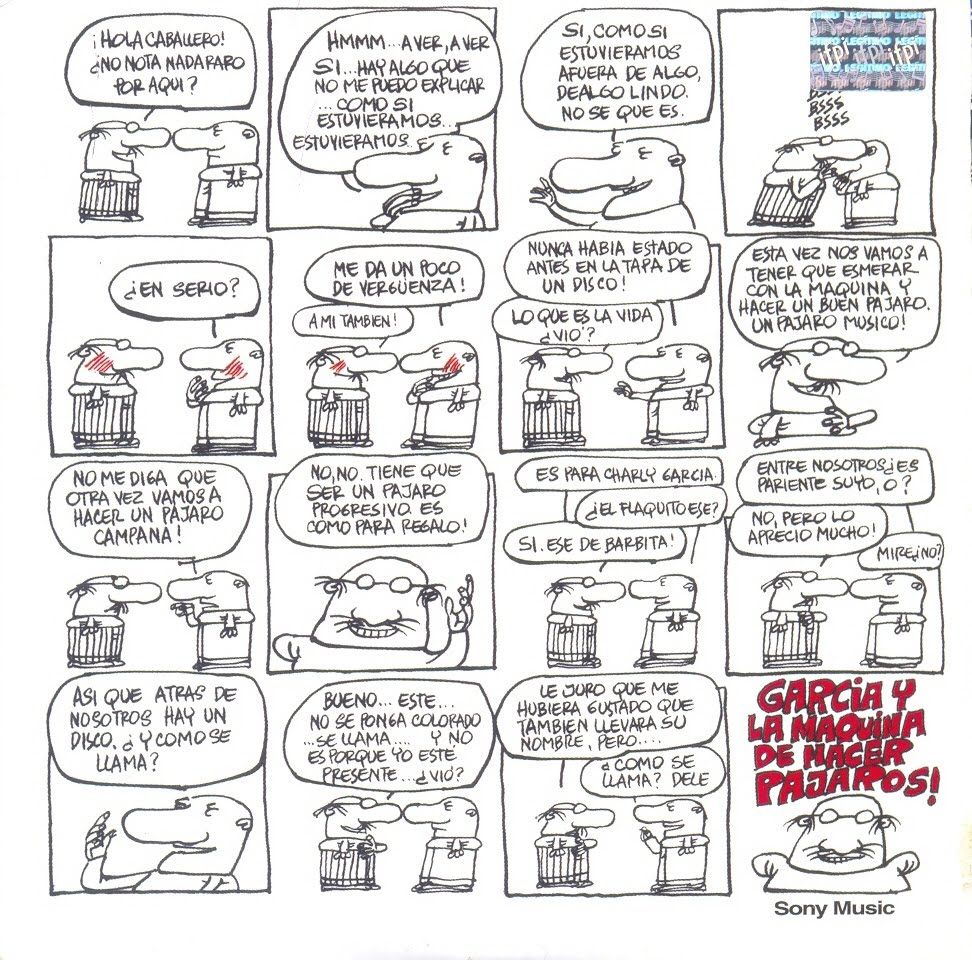 ¡HOLA CABALLERO!
¿NO NOTA NADA RARO
POR AQUI?
HMMM...A VER, A VER
SI...HAY ALGO QUE
NO ME PUEDO EXPLICAR
...COMO SI
ESTUVIERAMOS...
ESTUVIERAMOS...
SI, COMO SI
ESTUVIERAMOS
AFUERA DE ALGO,
DE ALGO LINDO.
NO SE QUE ES.
BSSS
BSSS
¿EN SERIO?
ME DA UN POCO
DE VERGÜENZA!
A MI TAMBIEN!
NUNCA HABIA ESTADO
ANTES EN LA TAPA DE
UN DISCO!
LO QUE ES LA VIDA
¿VIO?
ESTA VEZ NOS VAMOS A
TENER QUE ESMERAR
CON LA MAQUINA Y
HACER UN BUEN PAJARO.
UN PAJARO MUSICO!
NO ME DIGA QUE
OTRA VEZ VAMOS A
HACER UN PAJARO
CAMPANA!
NO, NO. TIENE QUE
SER UN PAJARO
PROGRESIVO. ES
COMO PARA REGALO!
ES PARA CHARLY GARCIA.
¿EL FLAQUITO ESE?
SI. ESE DE BARBITA!
ENTRE NOSOTROS ¿ES
PARIENTE SUYO, O?
NO, PERO LO
APRECIO MUCHO!
MIRE ¿NO?
ASI QUE ATRAS DE
NOSOTROS HAY UN
DISCO. ¿Y COMO SE
LLAMA?
BUENO... ESTE...
NO SE PONGA COLORADO
...SE LLAMA.... Y NO
ES PORQUE YO ESTE
PRESENTE...¿VIO?
LE JURO QUE ME
HUBIERA GUSTADO QUE
TAMBIEN LLEVARA SU
NOMBRE, PERO....
¿COMO SE
LLAMA? DELE
GARCIA Y
LA MAQUINA
DE HACER
PAJAROS!
Sony Music